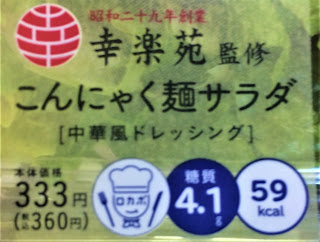 昭和二十九年創業
幸楽苑 監修
こんにゃく麺サラダ
[中華風ドレッシング]
本体価格
333円
(税込360円)
ロカボ
糖質
4.1g
59
kcal